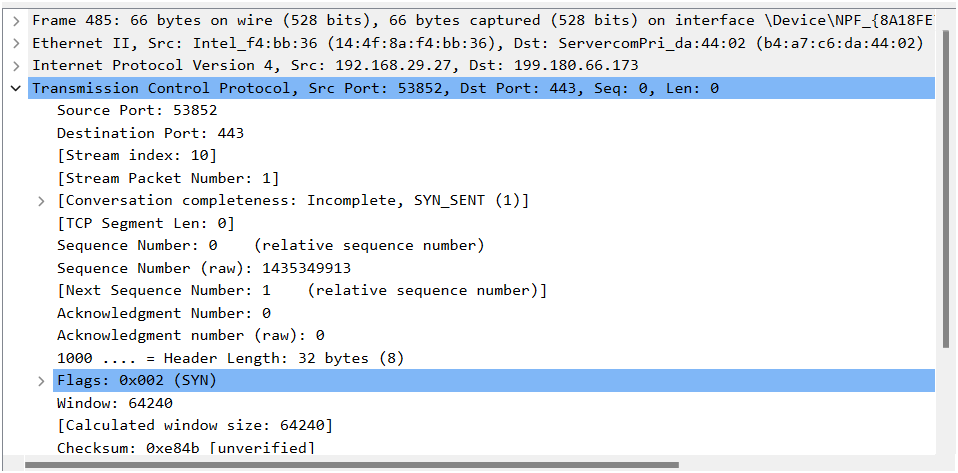 Frame 485: 66 bytes on wire (528 bits), 66 bytes captured (528 bits) on interface \Device\NPF_{8A18FE
Ethernet II, Src: Intel_f4:bb:36 (14:4f:8a:f4:bb:36), Dst: ServercomPri_da:44:02 (b4:a7:c6:da:44:02)
Internet Protocol Version 4, Src: 192.168.29.27, Dst: 199.180.66.173
Transmission Control Protocol, Src Port: 53852, Dst Port: 443, Seq: 0, Len: 0
Source Port: 53852
Destination Port: 443
[Stream index: 10]
[Stream Packet Number: 1]
[Conversation completeness: Incomplete, SYN_SENT (1)]
[TCP Segment Len: 0]
Sequence Number: 0    (relative sequence number)
Sequence Number (raw): 1435349913
[Next Sequence Number: 1    (relative sequence number)]
Acknowledgment Number: 0
Acknowledgment number (raw): 0
1000 .... = Header Length: 32 bytes (8)
Flags: 0x002 (SYN)
Window: 64240
[Calculated window size: 64240]
Checksum: 0xe84b [unverified]